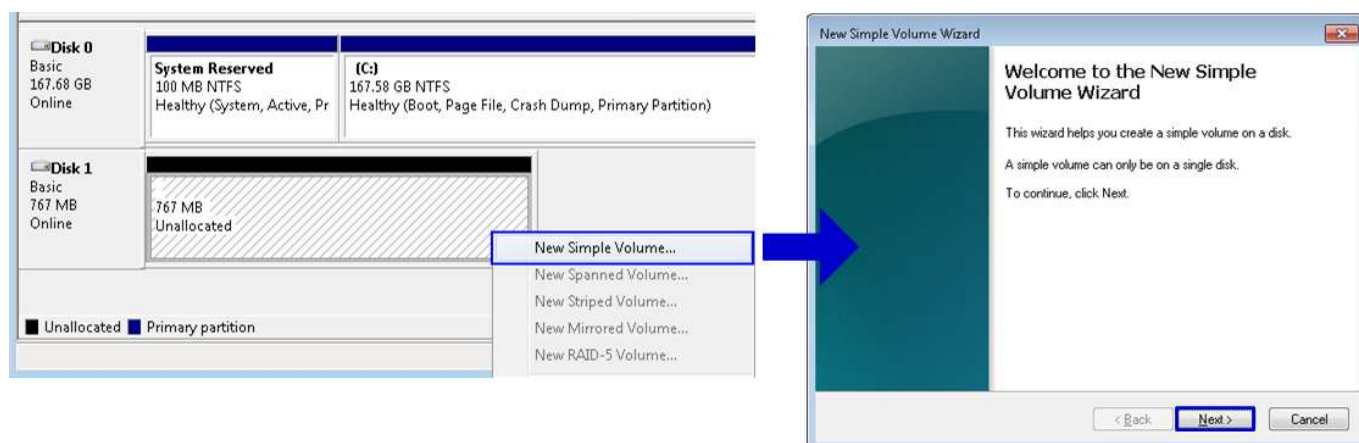 Disk 0
Basic
167.68 GB
Online
System Reserved
100 MB NTFS
Healthy (System, Active, Pr
(C:)
167.58 GB NTFS
Healthy (Boot, Page File, Crash Dump, Primary Partition)
Disk 1
Basic
767 MB
Online
767 MB
Unallocated
New Simple Volume...
New Spanned Volume...
New Striped Volume...
New Mirrored Volume...
New RAID-5 Volume...
Unallocated Primary partition
New Simple Volume Wizard
Welcome to the New Simple
Volume Wizard
This wizard helps you create a simple volume on a disk.
A simple volume can only be on a single disk.
To continue, click Next.
< Back Next > Cancel